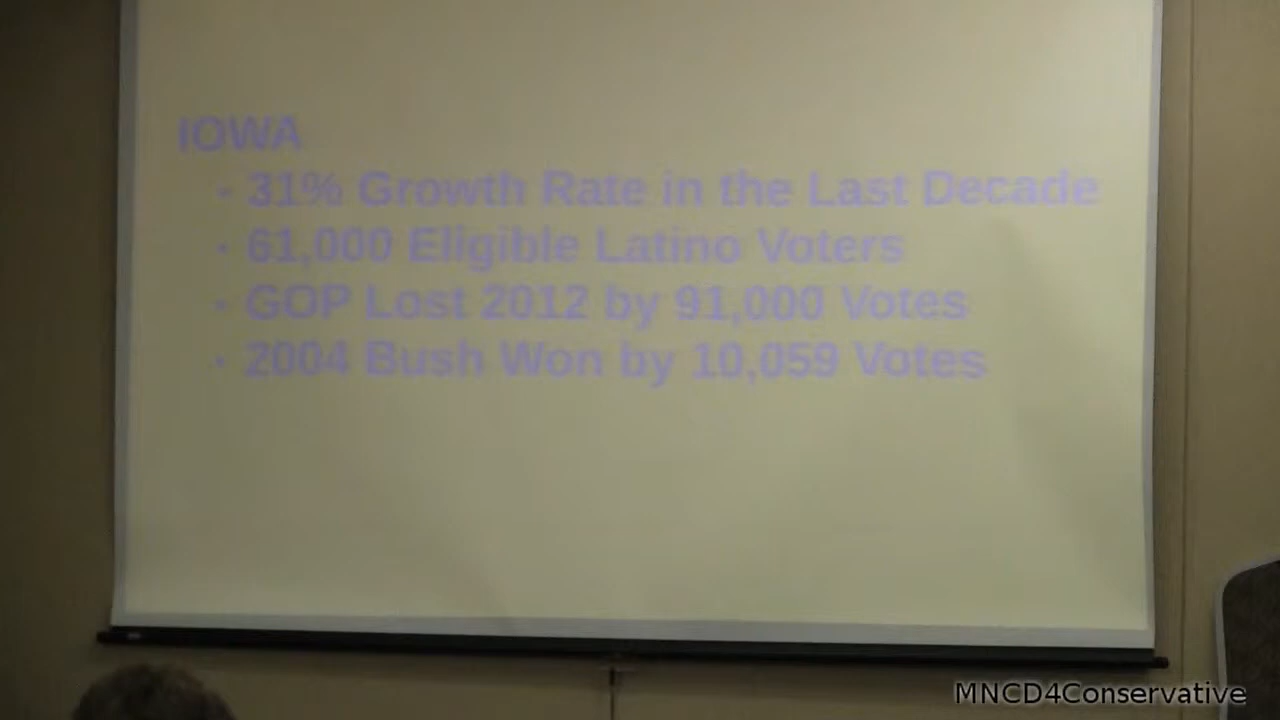 IOWA
- 31% Growth Rate in the Last Decade
- 61,000 Eligible Latino Voters
- GOP Lost 2012 by 91,000 Votes
- 2004 Bush Won by 10,059 Votes
MNCD4Conservative